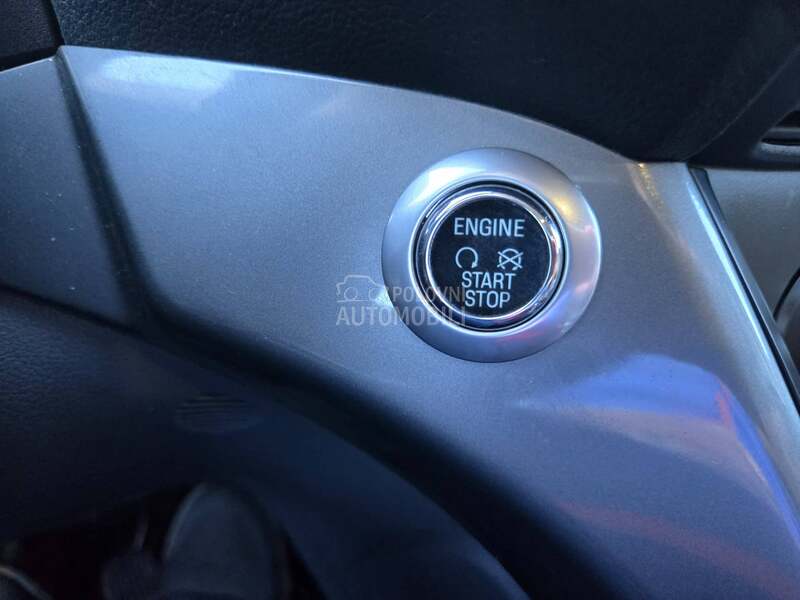 ENGINE
START
STOP
POLOVNI
AUTOMOBILI